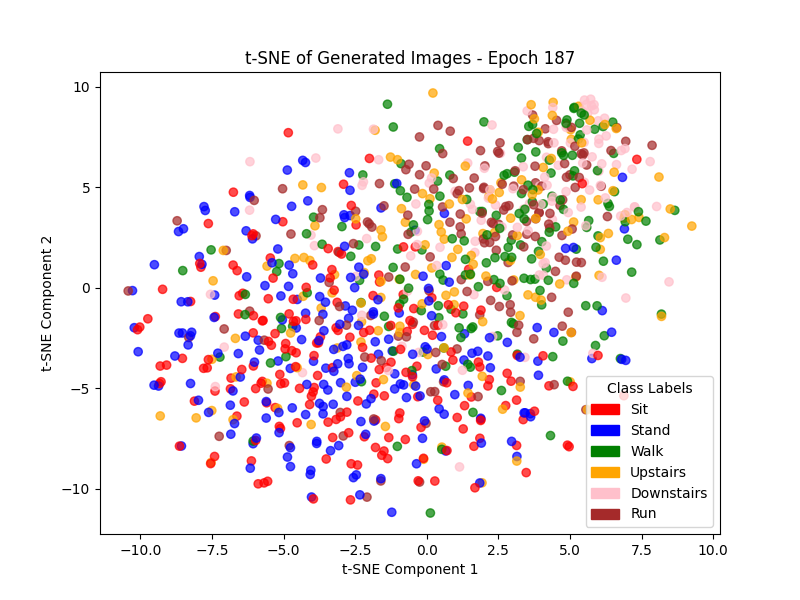 t-SNE of Generated Images - Epoch 187
t-SNE Component 2
10
5
0
−5
−10
−10.0 −7.5 −5.0 −2.5 0.0 2.5 5.0 7.5 10.0
t-SNE Component 1
Class Labels
Sit
Stand
Walk
Upstairs
Downstairs
Run